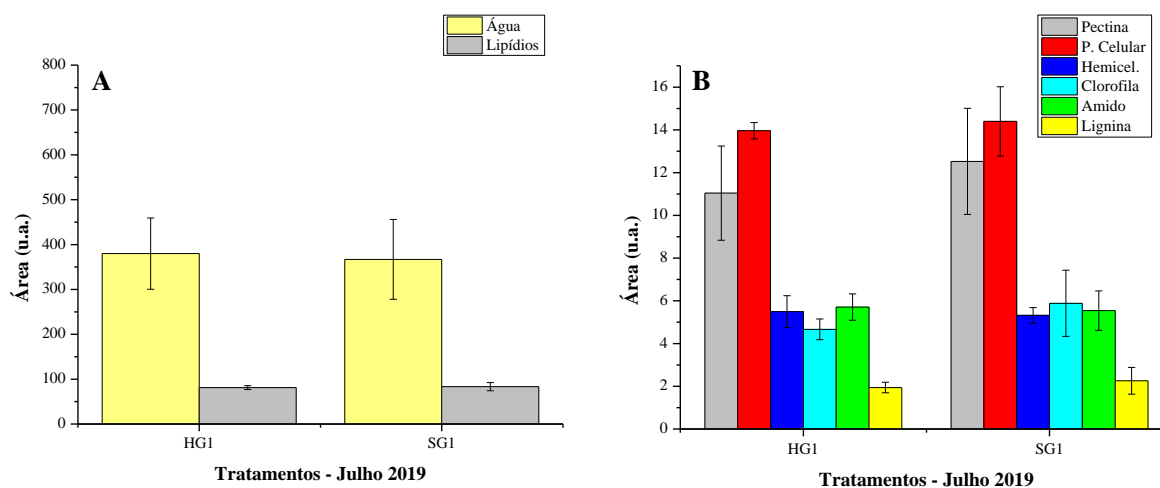 Água
Lipídios
A
800
700
600
500
400
300
200
100
0
Área (u.a.)
HG1
SG1
Tratamentos - Julho 2019
Pectina
P. Celular
Hemicel.
Clorofila
Amido
Lignina
B
16
14
12
10
8
6
4
2
0
Área (u.a.)
HG1
SG1
Tratamentos - Julho 2019